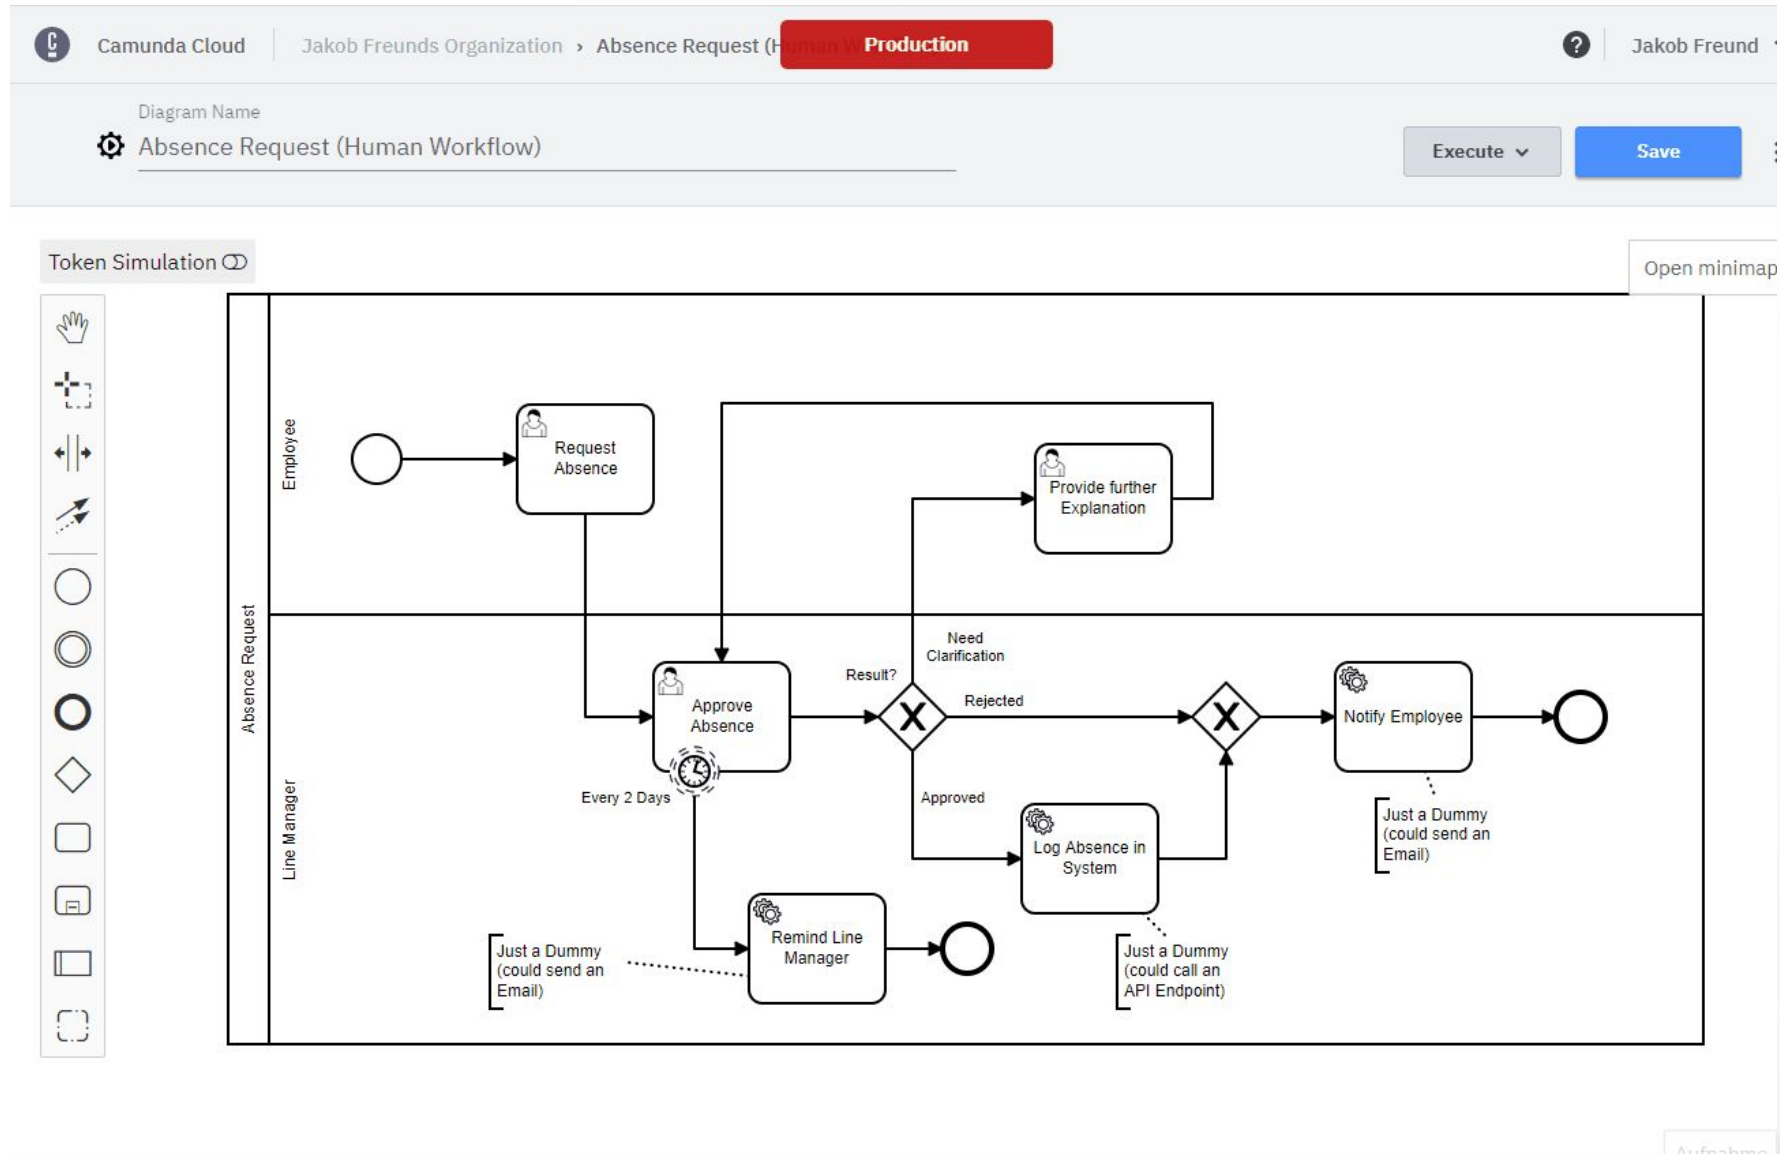 Camunda Cloud
Jakob Freunds Organization › Absence Request (Human W
Production
Jakob Freund
Diagram Name
Absence Request (Human Workflow)
Execute
Save
Token Simulation
Open minimap
Absence Request
Employee
Request
Absence
Provide further
Explanation
Line Manager
Need
Clarification
Result?
Rejected
Approve
Absence
Notify Employee
Every 2 Days
Approved
Just a Dummy
(could send an
Email)
Log Absence in
System
Remind Line
Manager
Just a Dummy
(could send an
Email)
Just a Dummy
(could call an
API Endpoint)
Aufnahme